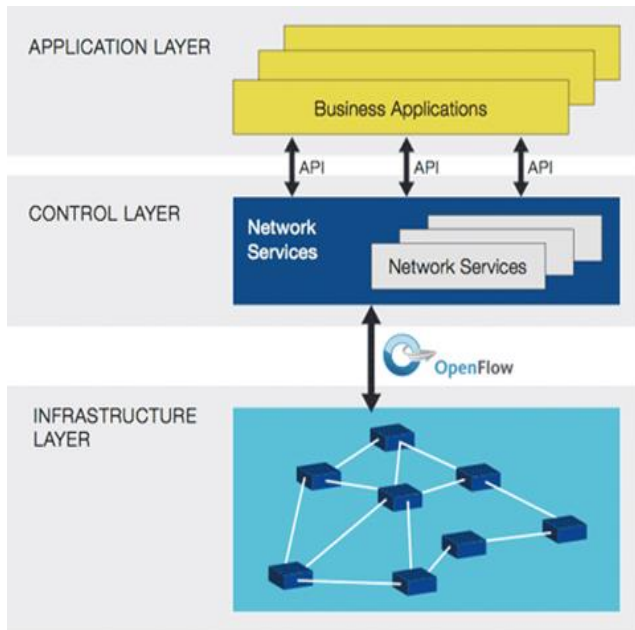 APPLICATION LAYER
Business Applications
API
API
API
CONTROL LAYER
Network
Services
Network Services
OpenFlow
INFRASTRUCTURE
LAYER